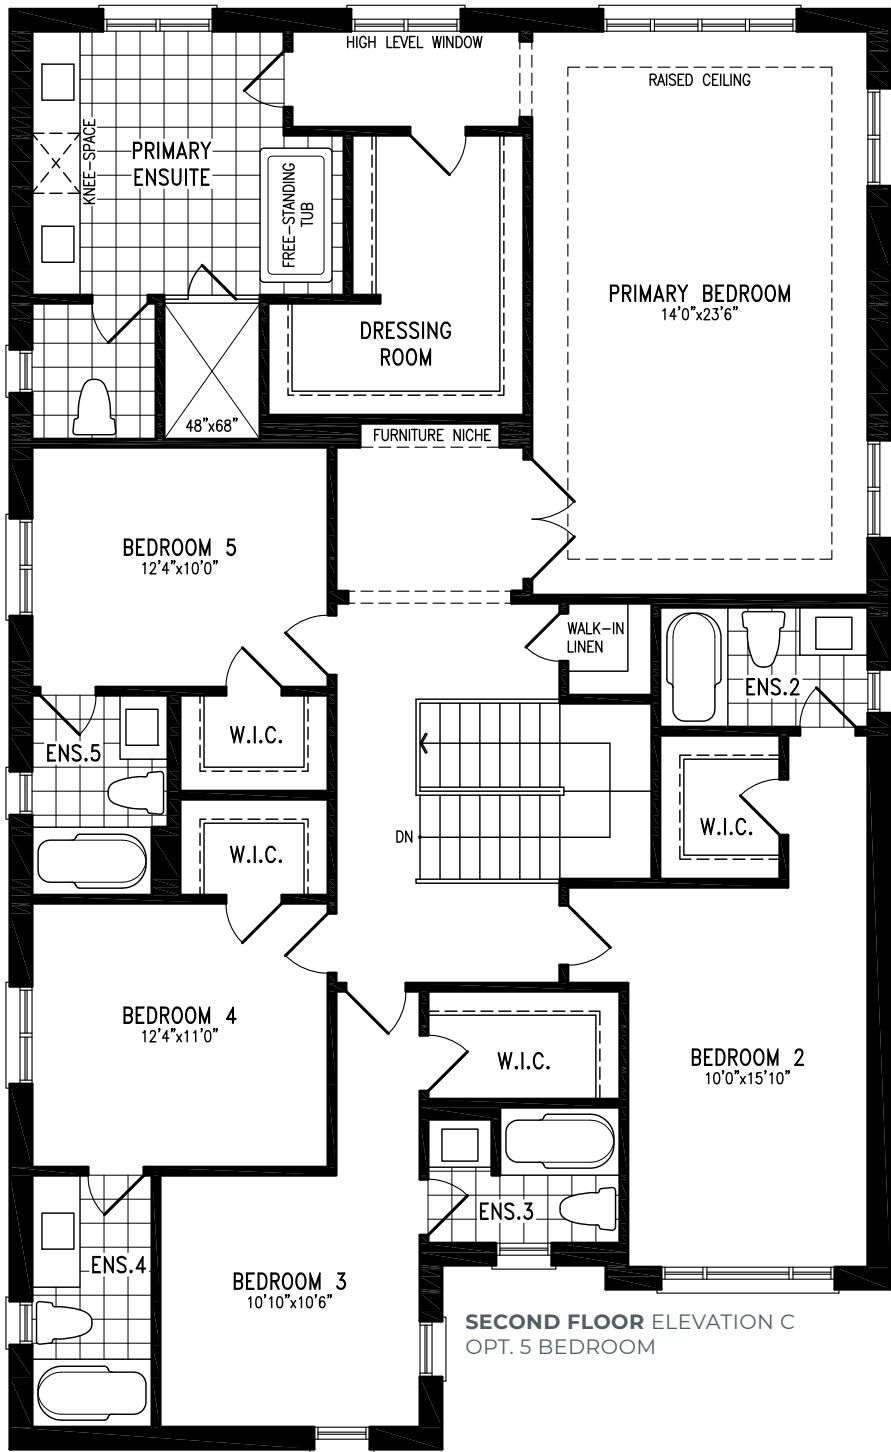 HIGH LEVEL WINDOW
RAISED CEILING
KNEE-SPACE
PRIMARY
ENSUITE
FREE-STANDING
TUB
PRIMARY BEDROOM
14'0"x23'6"
DRESSING
ROOM
48"x68"
FURNITURE NICHE
BEDROOM 5
12'4"x10'0"
WALK-IN
LINEN
ENS.2
W.I.C.
ENS.5
W.I.C.
W.I.C.
DN
BEDROOM 4
12'4"x11'0"
W.I.C.
BEDROOM 2
10'0"x15'10"
ENS.3
ENS.4
BEDROOM 3
10'10"x10'6"
SECOND FLOOR ELEVATION C
OPT. 5 BEDROOM